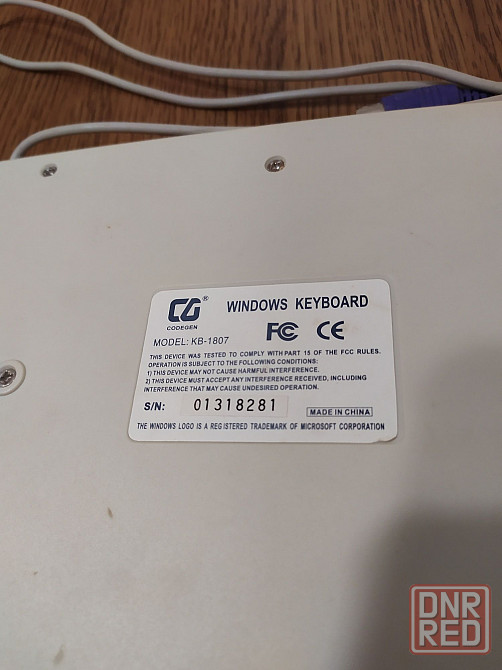 CG® WINDOWS KEYBOARD
CODEGEN
MODEL: KB-1807 FC CE
THIS DEVICE WAS TESTED TO COMPLY WITH PART 15 OF THE FCC RULES.
OPERATION IS SUBJECT TO THE FOLLOWING CONDITIONS:
1) THIS DEVICE MAY NOT CAUSE HARMFUL INTERFERENCE.
2) THIS DEVICE MUST ACCEPT ANY INTERFERENCE RECEIVED, INCLUDING
INTERFERENCE THAT MAY CAUSE UNDESIRED OPERATION.
S/N: 01318281 MADE IN CHINA
THE WINDOWS LOGO IS A REGISTERED TRADEMARK OF MICROSOFT CORPORATION
DNR
RED